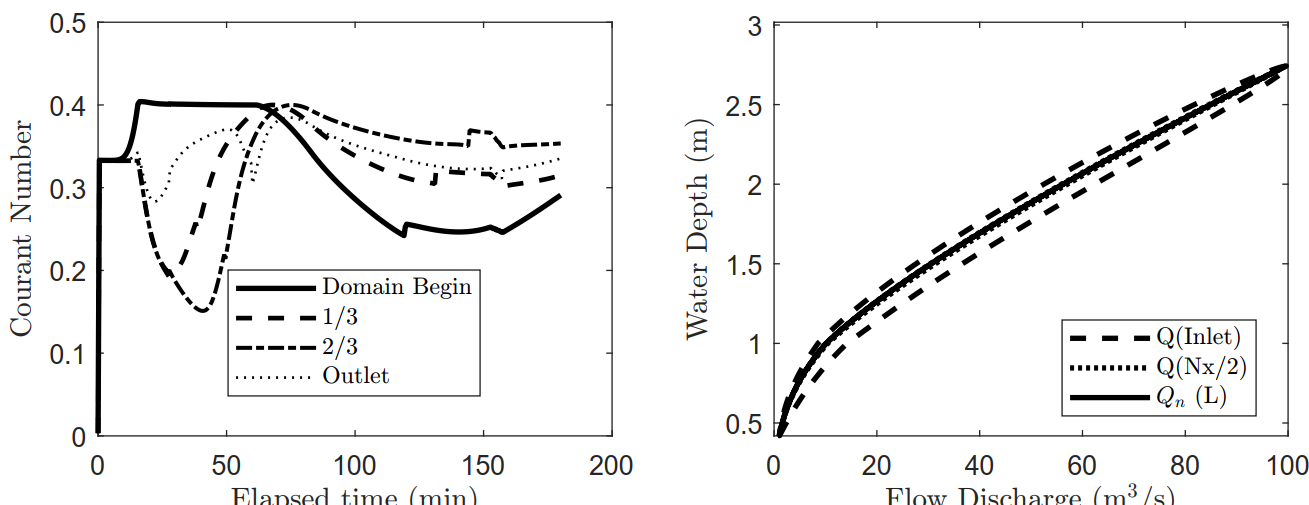 0.5
0.4
0.3
0.2
0.1
0
Courant Number
Domain Begin
1/3
2/3
Outlet
0 50 100 150 200
Elapsed time (min)
3
2.5
2
1.5
1
0.5
Water Depth (m)
Q(Inlet)
Q(Nx/2)
Qₙ (L)
0 20 40 60 80 100
Flow Discharge (m³/s)